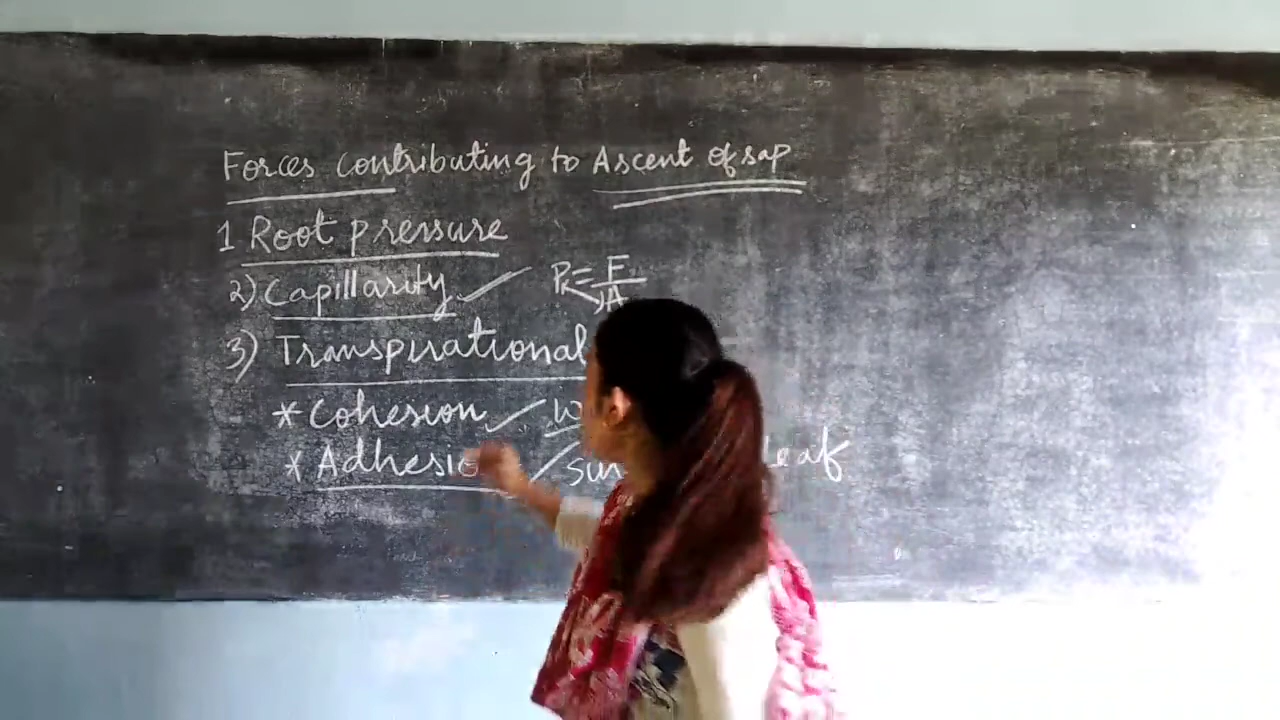 Forces contributing to Ascent of sap
1 Root pressure
2) Capillarity P = F
A
3) Transpirational
* Cohesion
* Adhesio leaf